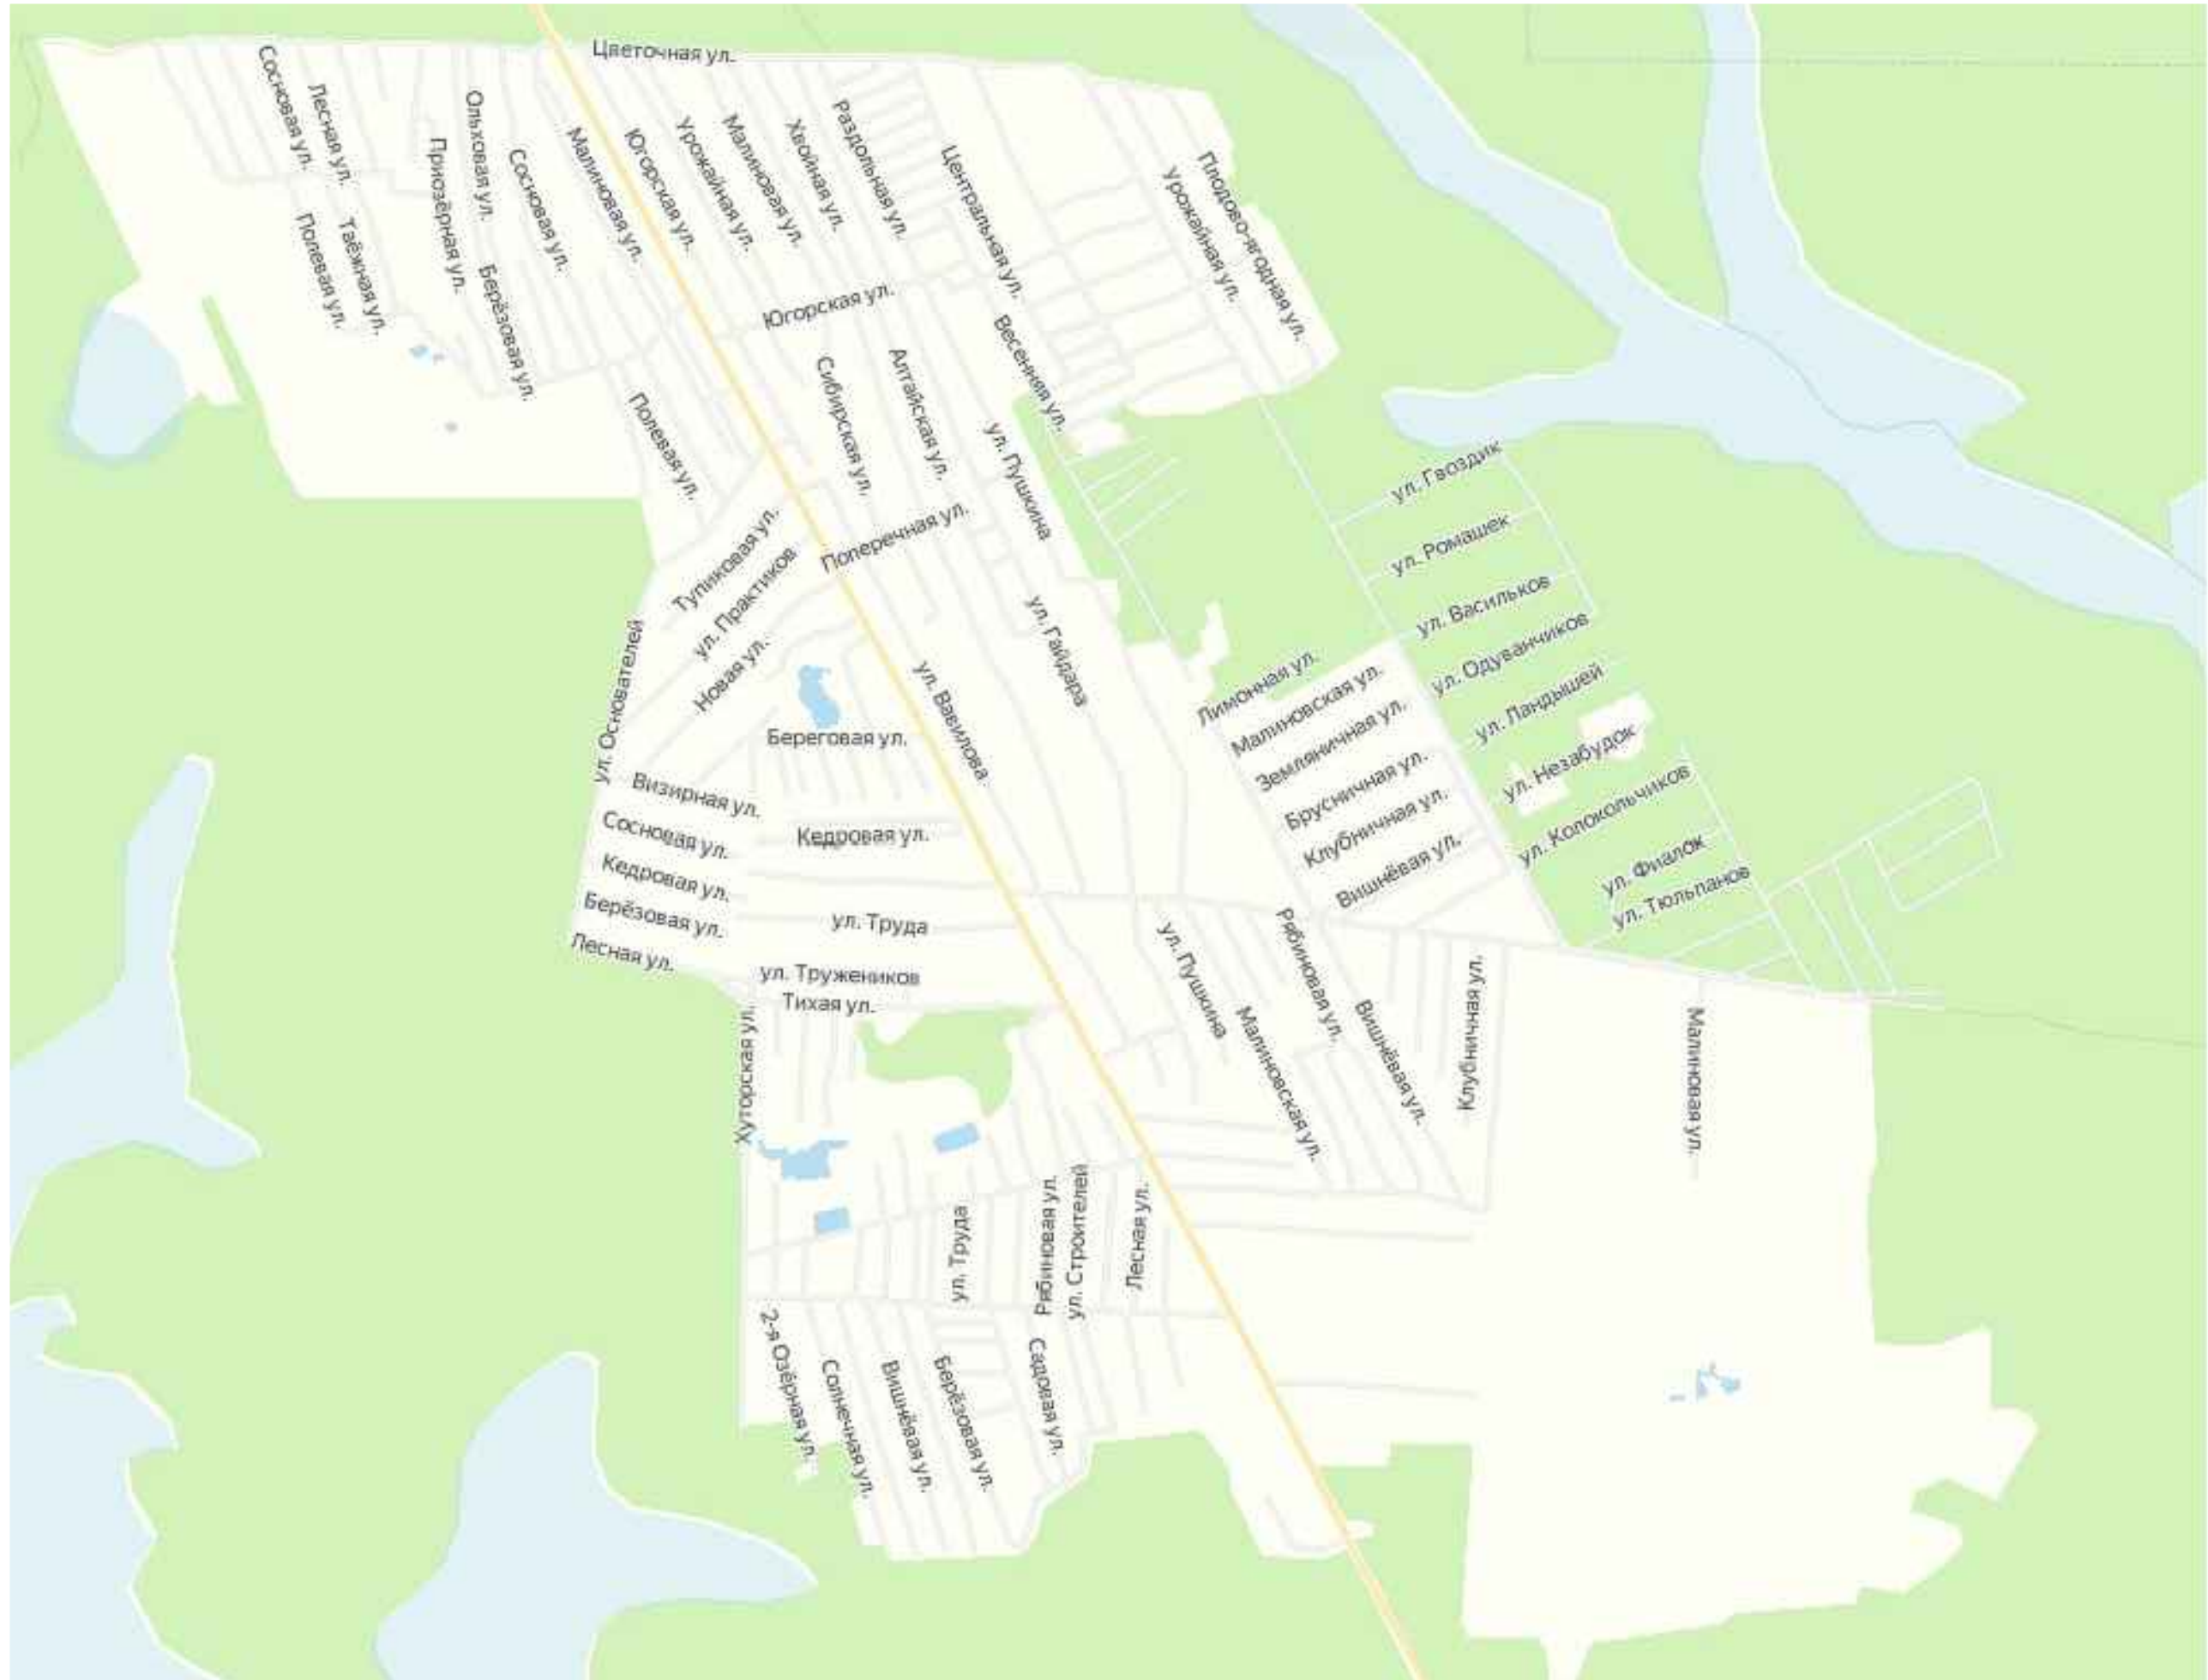 Цветочная ул.
Сосновая ул.
Лесная ул.
Ольховая ул.
Приозёрная ул.
Сосновая ул.
Малиновая ул.
Югорская ул.
Урожайная ул.
Малиновая ул.
Хвойная ул.
Раздольная ул.
Центральная ул.
Плодово-ягодная ул.
Урожайная ул.
Полевая ул.
Таёжная ул.
Берёзовая ул.
Югорская ул.
Весенняя ул.
Сибирская ул.
Алтайская ул.
Полевая ул.
ул. Пушкина
ул. Гвоздик
Тупиковая ул.
ул. Практиков
Поперечная ул.
ул. Ромашек
ул. Васильков
ул. Гайдара
ул. Основателей
Новая ул.
ул. Одуванчиков
Лимонная ул.
Малиновская ул.
ул. Ландышей
ул. Вавилова
Береговая ул.
Земляничная ул.
ул. Незабудок
Визирная ул.
Брусничная ул.
ул. Колокольчиков
Сосновая ул.
Кедровая ул.
Клубничная ул.
Кедровая ул.
Вишнёвая ул.
ул. Фиалок
ул. Тюльпанов
Берёзовая ул.
ул. Труда
Лесная ул.
ул. Тружеников
Тихая ул.
ул. Пушкина
Рябиновая ул.
Хуторская ул.
Малиновская ул.
Вишнёвая ул.
Клубничная ул.
Малиновая ул.
ул. Труда
Рябиновая ул.
ул. Строителей
Лесная ул.
2-я Озёрная ул.
Солнечная ул.
Вишнёвая ул.
Берёзовая ул.
Садовая ул.